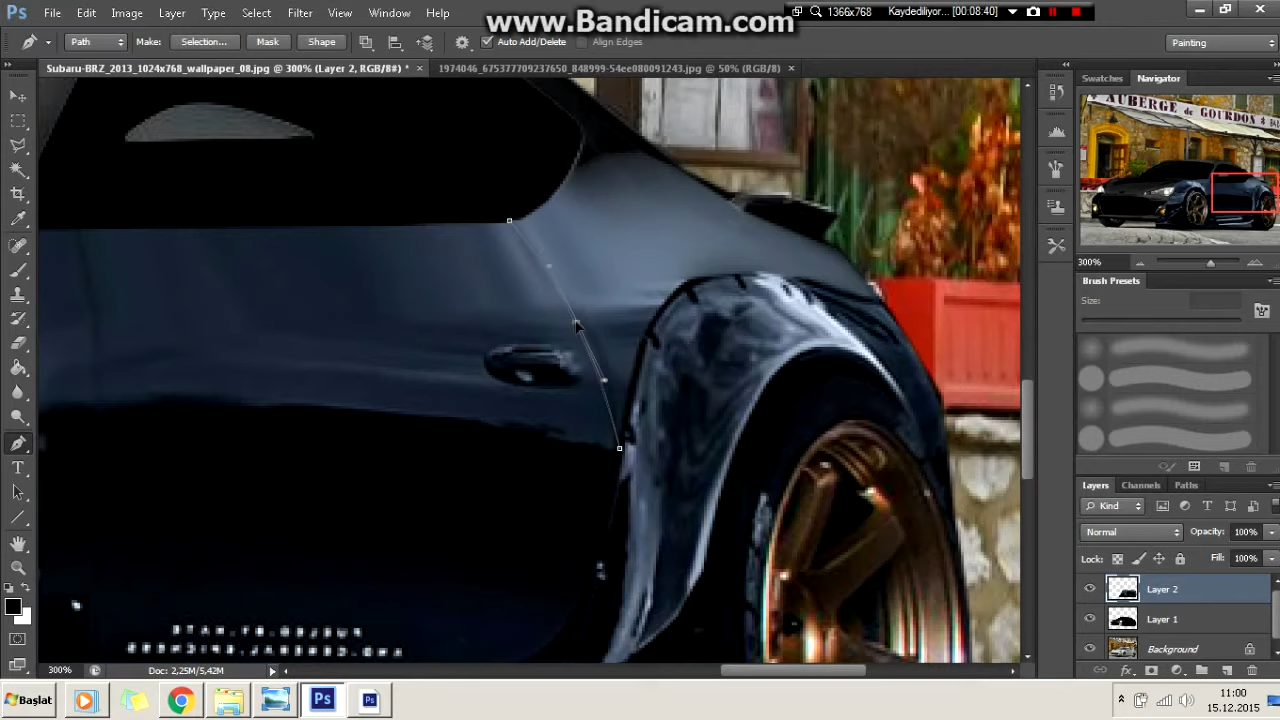 www.Bandicam.com
1366x768 Kaydediliyor... [00:08:40]
Ps File Edit Image Layer Type Select Filter View Window Help
Path Make: Selection... Mask Shape Auto Add/Delete Align Edges Painting
Subaru-BRZ_2013_1024x768_wallpaper_08.jpg @ 300% (Layer 2, RGB/8#) *
1974046_675377709237650_848999-54ee080091243.jpg @ 50% (RGB/8)
Swatches Navigator
AUBERGE de GOURDON
300%
Brush Presets
Size:
Layers Channels Paths
Kind
Normal Opacity: 100%
Lock: Fill: 100%
Layer 2
Layer 1
Background
300% Doc: 2,25M/5,42M
Başlat Ps Ps
11:00
15.12.2015